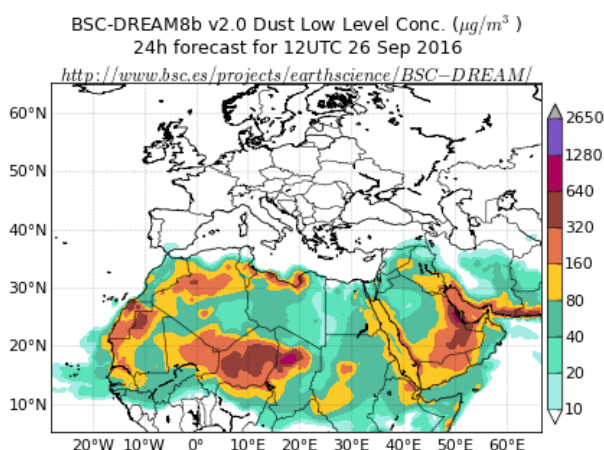 BSC-DREAM8b v2.0 Dust Low Level Conc. (μg/m³ )
24h forecast for 12UTC 26 Sep 2016
http://www.bsc.es/projects/earthscience/BSC−DREAM/
60°N
50°N
40°N
30°N
20°N
10°N
20°W 10°W 0° 10°E 20°E 30°E 40°E 50°E 60°E
2650
1280
640
320
160
80
40
20
10